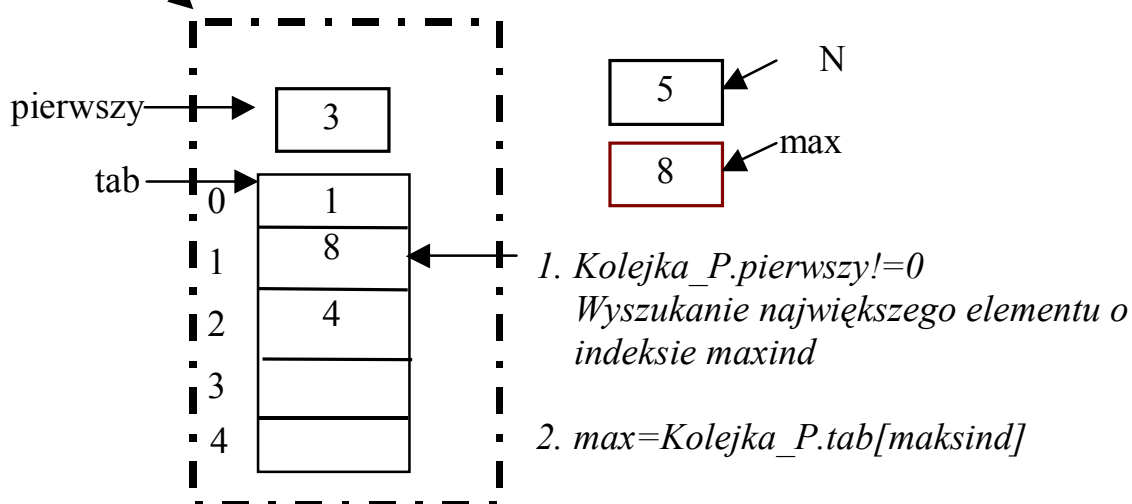 N
pierwszy
3
5
max
8
tab
0
1
1
8
2
4
3
4
1. Kolejka_P.pierwszy!=0
Wyszukanie największego elementu o
indeksie maxind
2. max=Kolejka_P.tab[maksind]